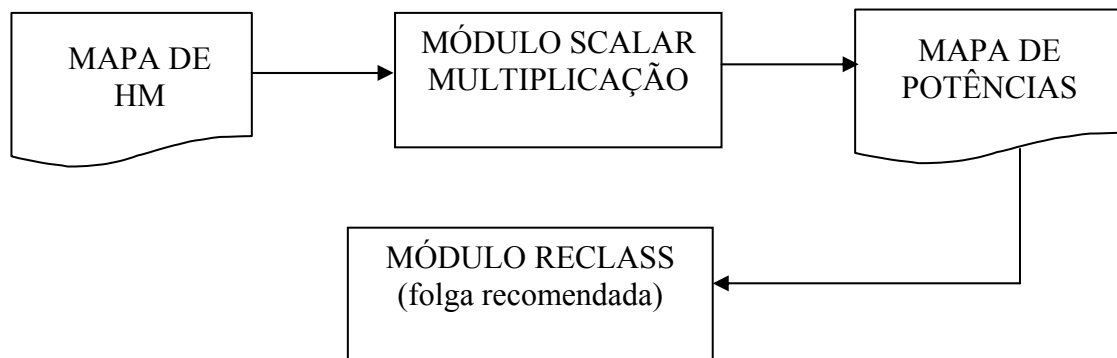 MAPA DE
HM
MÓDULO SCALAR
MULTIPLICAÇÃO
MAPA DE
POTÊNCIAS
MÓDULO RECLASS
(folga recomendada)